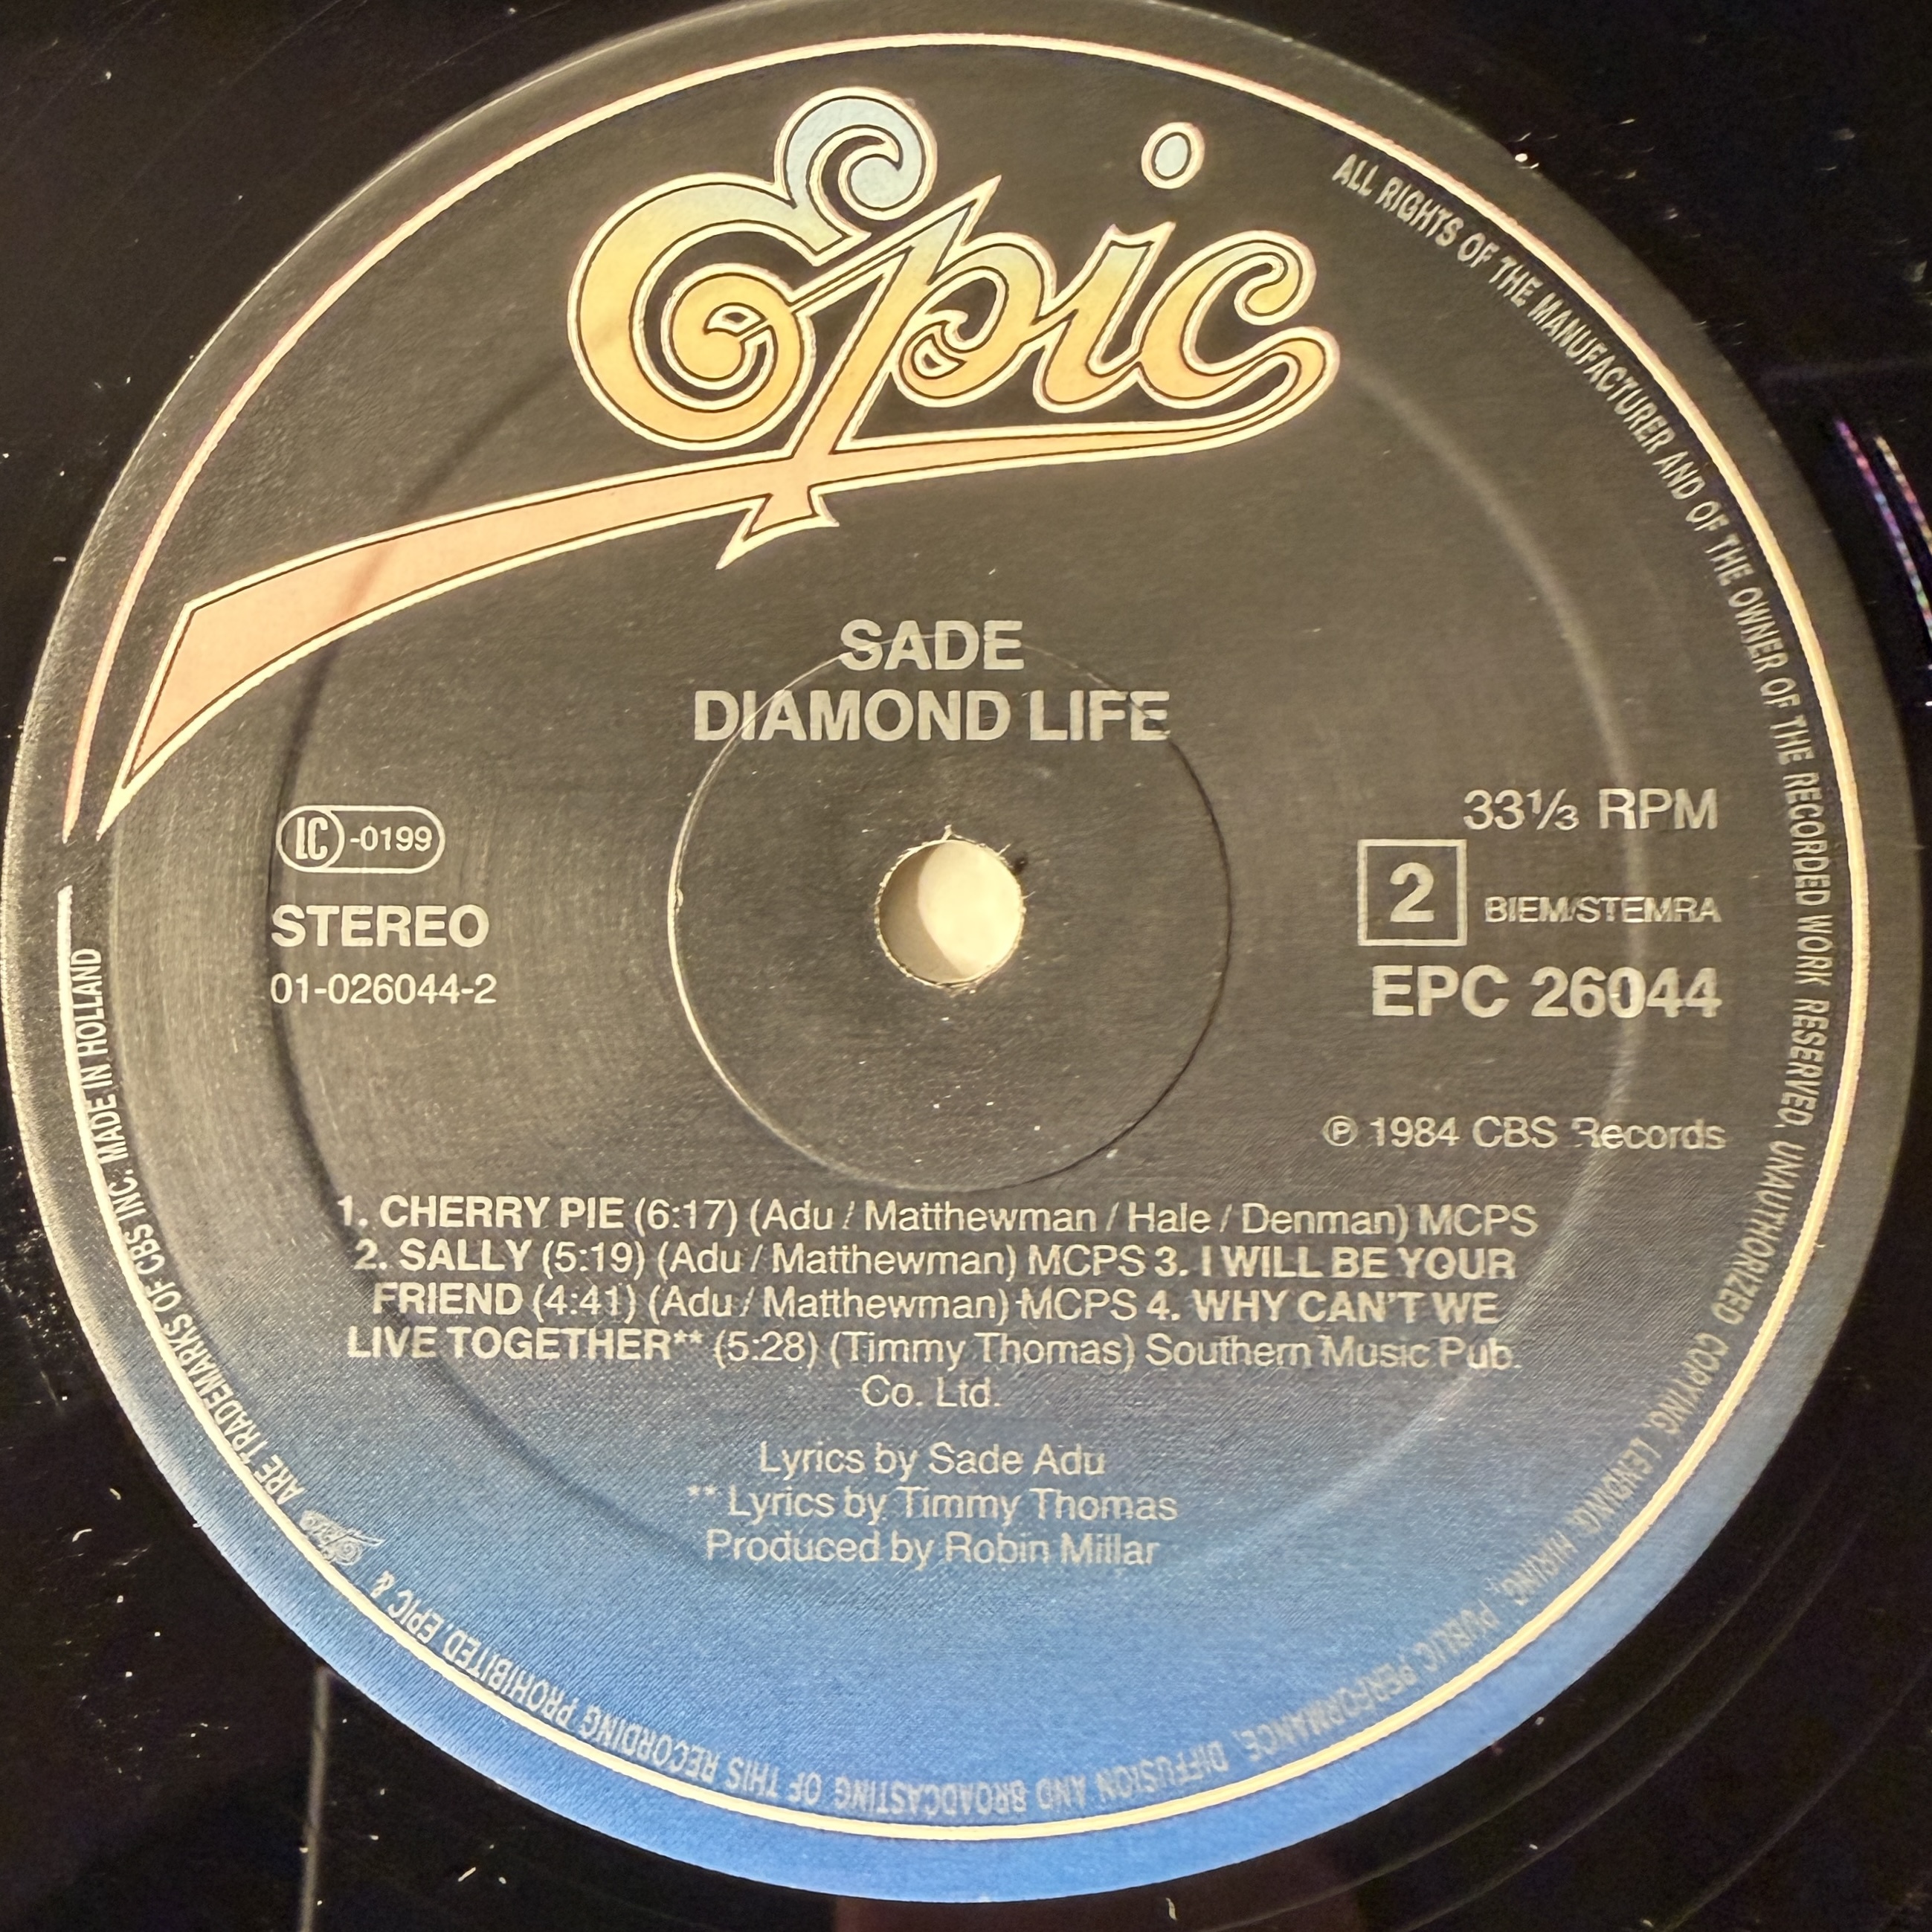 Epic
SADE
DIAMOND LIFE
LC -0199
STEREO
01-026044-2
33⅓ RPM
2 BIEM/STEMRA
EPC 26044
℗ 1984 CBS Records
1. CHERRY PIE (6:17) (Adu / Matthewman / Hale / Denman) MCPS
2. SALLY (5:19) (Adu / Matthewman) MCPS 3. I WILL BE YOUR
FRIEND (4:41) (Adu / Matthewman) MCPS 4. WHY CAN'T WE
LIVE TOGETHER** (5:28) (Timmy Thomas) Southern Music Pub.
Co. Ltd.
Lyrics by Sade Adu
** Lyrics by Timmy Thomas
Produced by Robin Millar
ALL RIGHTS OF THE MANUFACTURER AND OF THE OWNER OF THE RECORDED WORK RESERVED. UNAUTHORIZED COPYING, LENDING, HIRING, PUBLIC PERFORMANCE, DIFFUSION AND BROADCASTING OF THIS RECORDING PROHIBITED. EPIC & Epic ARE TRADEMARKS OF CBS INC. MADE IN HOLLAND